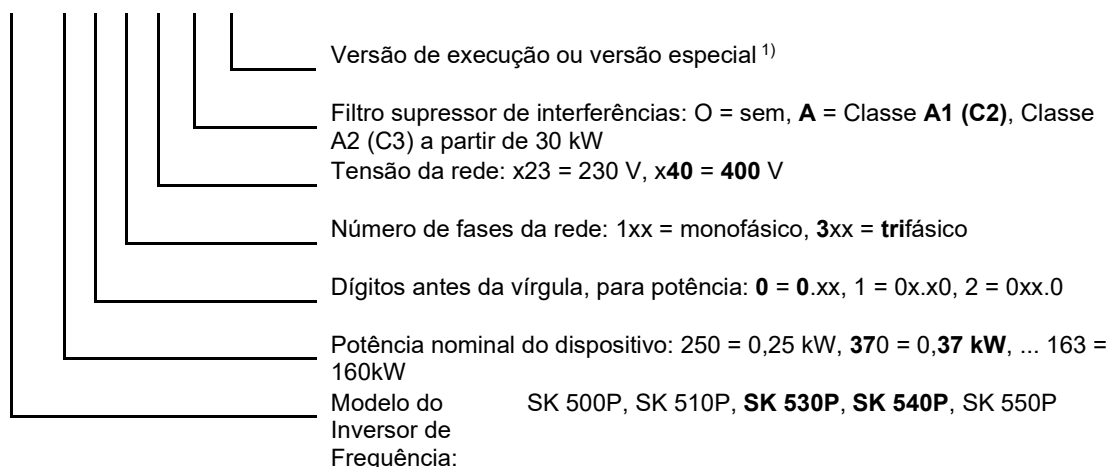 Versão de execução ou versão especial 1)
Filtro supressor de interferências: O = sem, A = Classe A1 (C2), Classe
A2 (C3) a partir de 30 kW
Tensão da rede: x23 = 230 V, x40 = 400 V
Número de fases da rede: 1xx = monofásico, 3xx = trifásico
Dígitos antes da vírgula, para potência: 0 = 0.xx, 1 = 0x.x0, 2 = 0xx.0
Potência nominal do dispositivo: 250 = 0,25 kW, 370 = 0,37 kW, ... 163 =
160kW
Modelo do SK 500P, SK 510P, SK 530P, SK 540P, SK 550P
Inversor de
Frequência: